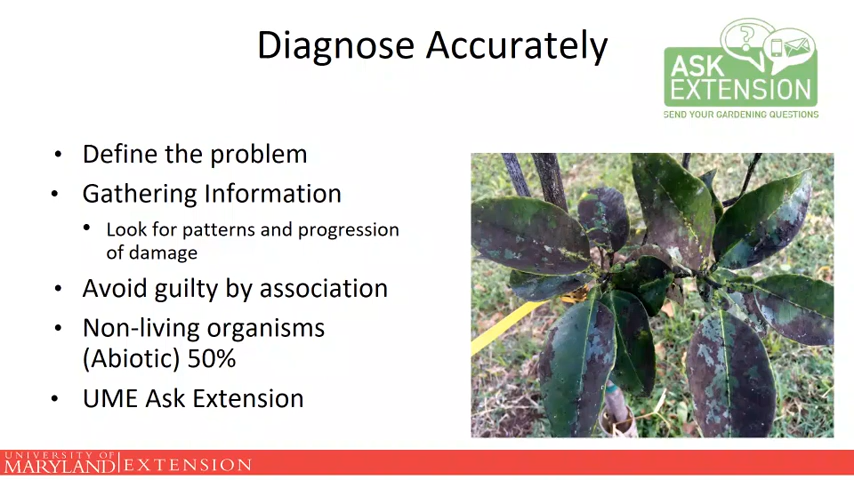 Diagnose Accurately
?
ASK
EXTENSION
SEND YOUR GARDENING QUESTIONS
• Define the problem
• Gathering Information
• Look for patterns and progression
of damage
• Avoid guilty by association
• Non-living organisms
(Abiotic) 50%
• UME Ask Extension
UNIVERSITY OF
MARYLAND EXTENSION